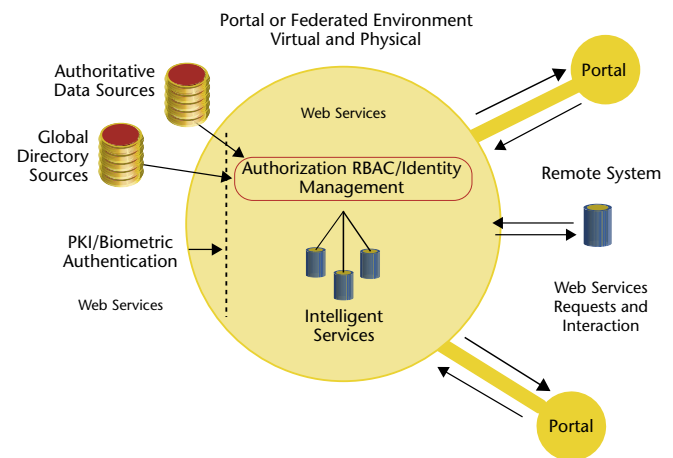 Portal or Federated Environment
Virtual and Physical
Authoritative
Data Sources
Portal
Web Services
Global
Directory
Sources
Authorization RBAC/Identity
Management
Remote System
PKI/Biometric
Authentication
Web Services
Intelligent
Services
Web Services
Requests and
Interaction
Portal